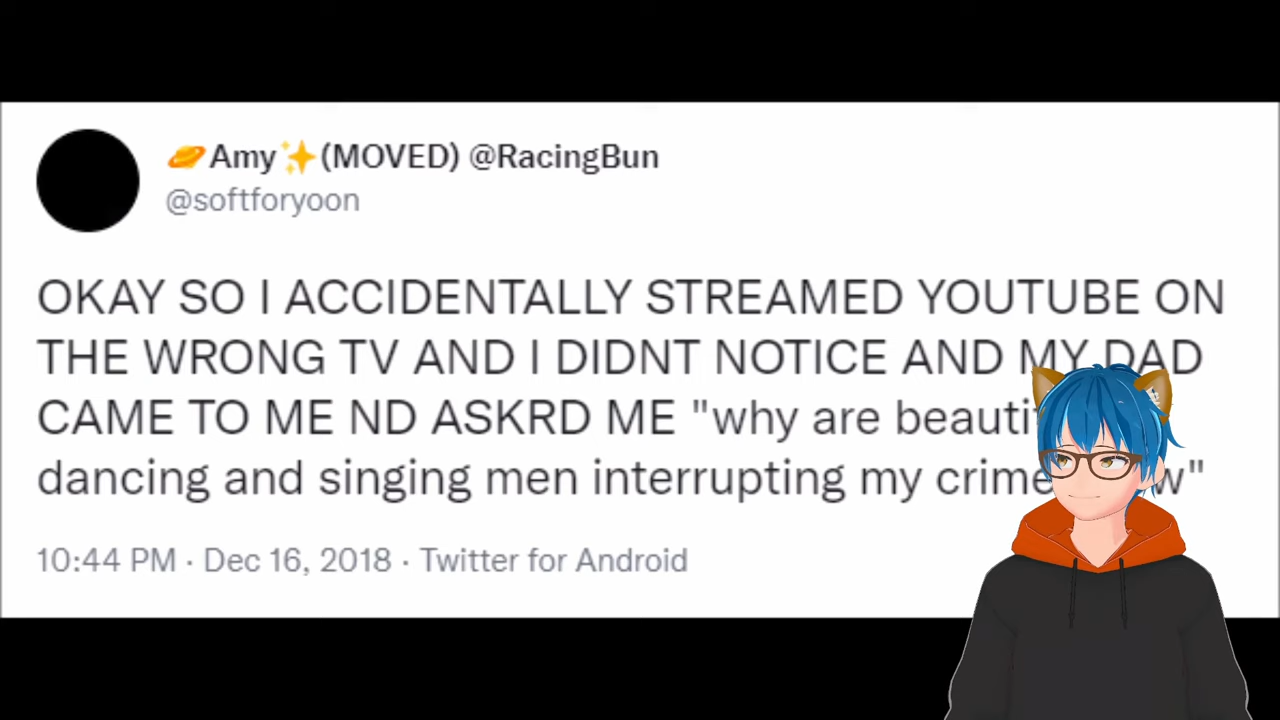 🪐Amy✨(MOVED) @RacingBun
@softforyoon
OKAY SO I ACCIDENTALLY STREAMED YOUTUBE ON
THE WRONG TV AND I DIDNT NOTICE AND MY DAD
CAME TO ME ND ASKRD ME "why are
dancing and singing men interrupting my crime
10:44 PM · Dec 16, 2018 · Twitter for Android